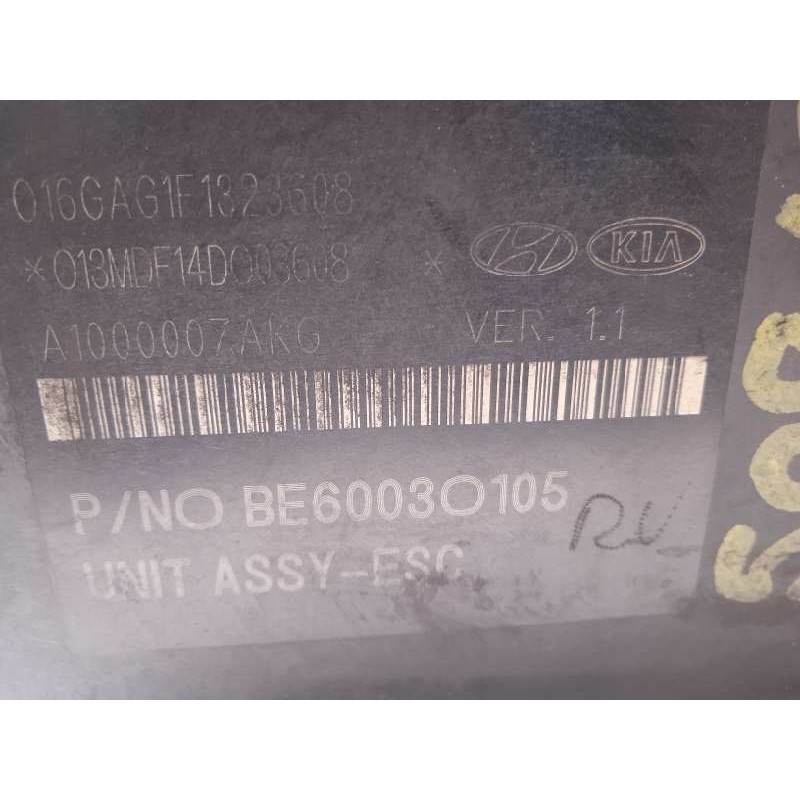 016GAG1F1323608
*013MDF14D003608 *
KIA
A1000007AKG VER. 1.1
P/NO BE60030105
UNIT ASSY-ESC
RV